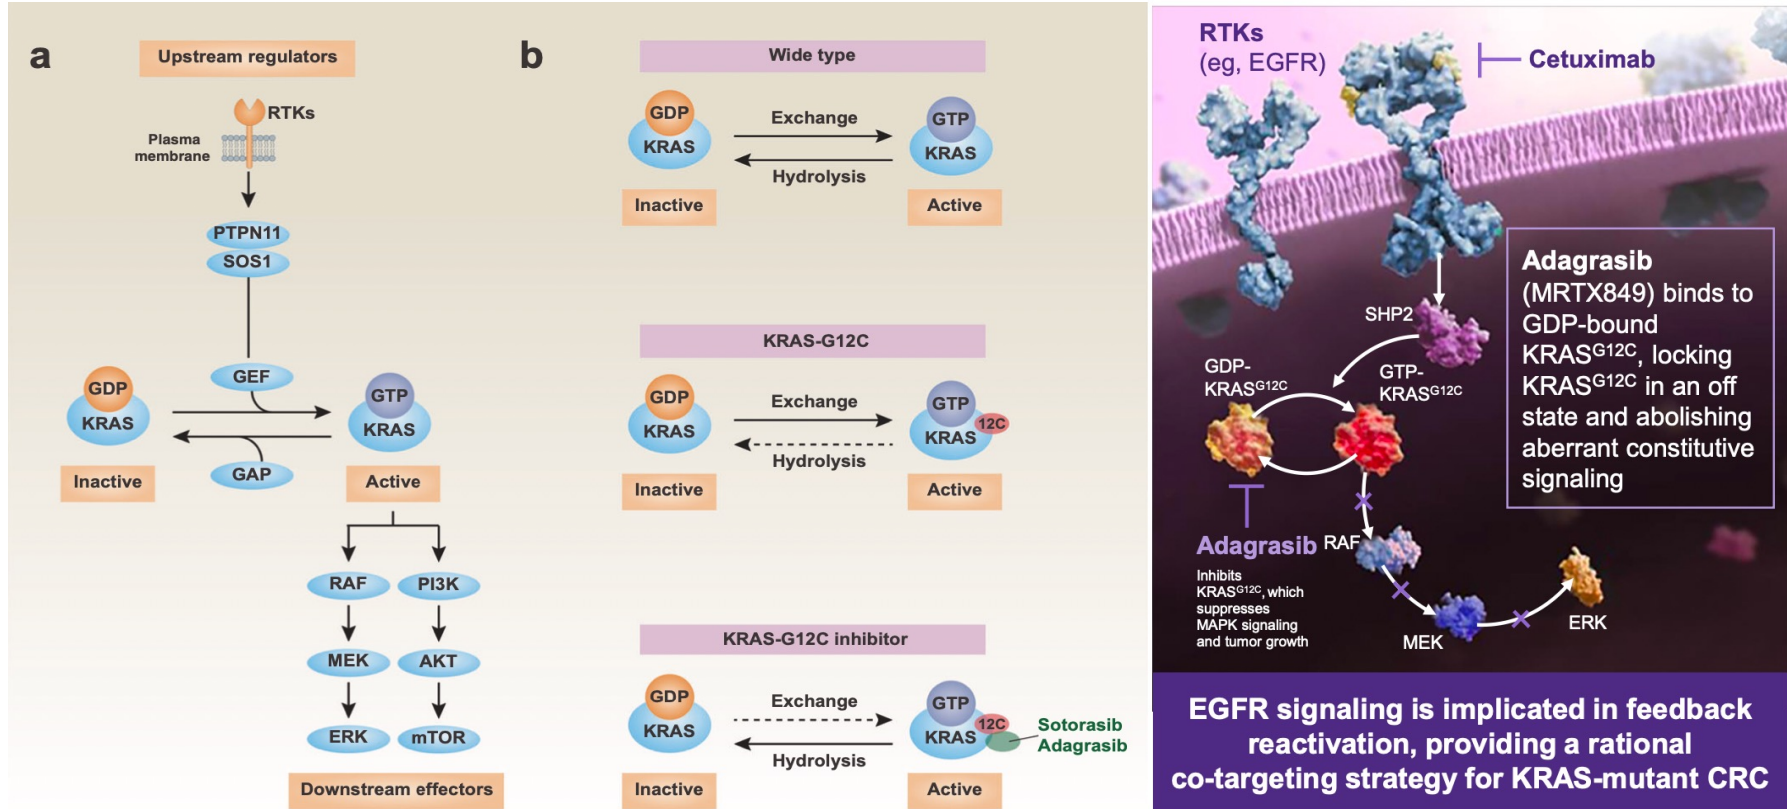 a
Upstream regulators
RTKs
Plasma
membrane
PTPN11
SOS1
GEF
GDP
KRAS
GTP
KRAS
GAP
Inactive
Active
RAF
PI3K
MEK
AKT
ERK
mTOR
Downstream effectors
b
Wide type
GDP
KRAS
Exchange
Hydrolysis
GTP
KRAS
Inactive
Active
KRAS-G12C
GDP
KRAS
Exchange
Hydrolysis
GTP
KRAS
12C
Inactive
Active
KRAS-G12C inhibitor
GDP
KRAS
Exchange
Hydrolysis
GTP
KRAS
12C
Sotorasib
Adagrasib
Inactive
Active
RTKs
(eg, EGFR)
Cetuximab
SHP2
GDP-
KRASG12C
GTP-
KRASG12C
Adagrasib
(MRTX849) binds to
GDP-bound
KRASG12C, locking
KRASG12C in an off
state and abolishing
aberrant constitutive
signaling
Adagrasib
Inhibits
KRASG12C, which
suppresses
MAPK signaling
and tumor growth
RAF
MEK
ERK
EGFR signaling is implicated in feedback
reactivation, providing a rational
co-targeting strategy for KRAS-mutant CRC